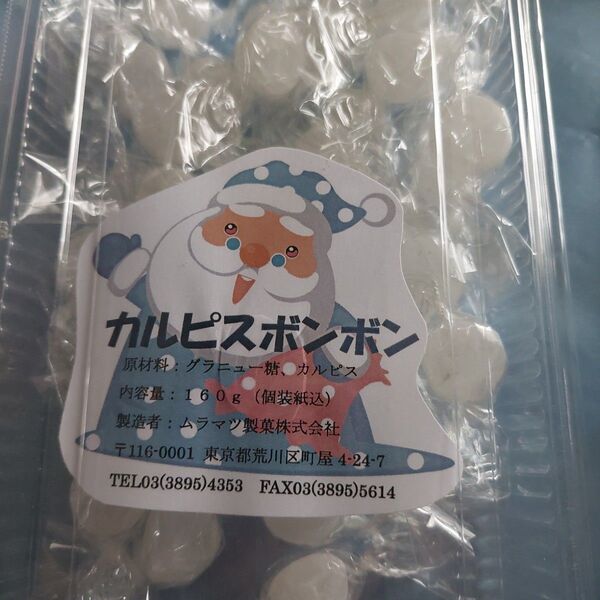 カルピスボンボン
原材料：グラニュー糖、カルピス
内容量：１６０ｇ（個装紙込）
製造者：ムラマツ製菓株式会社
〒116-0001 東京都荒川区町屋 4-24-7
TEL03(3895)4353 FAX03(3895)5614